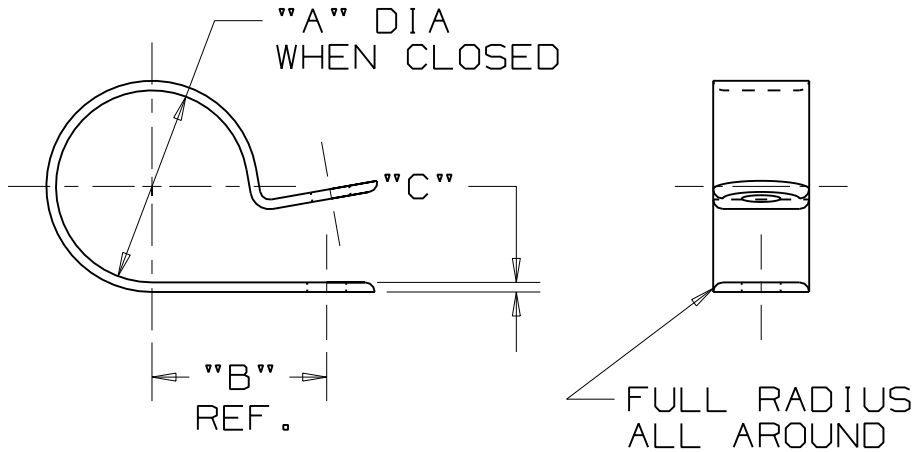 "A" DIA
WHEN CLOSED
"C"
"B"
REF.
FULL RADIUS
ALL AROUND